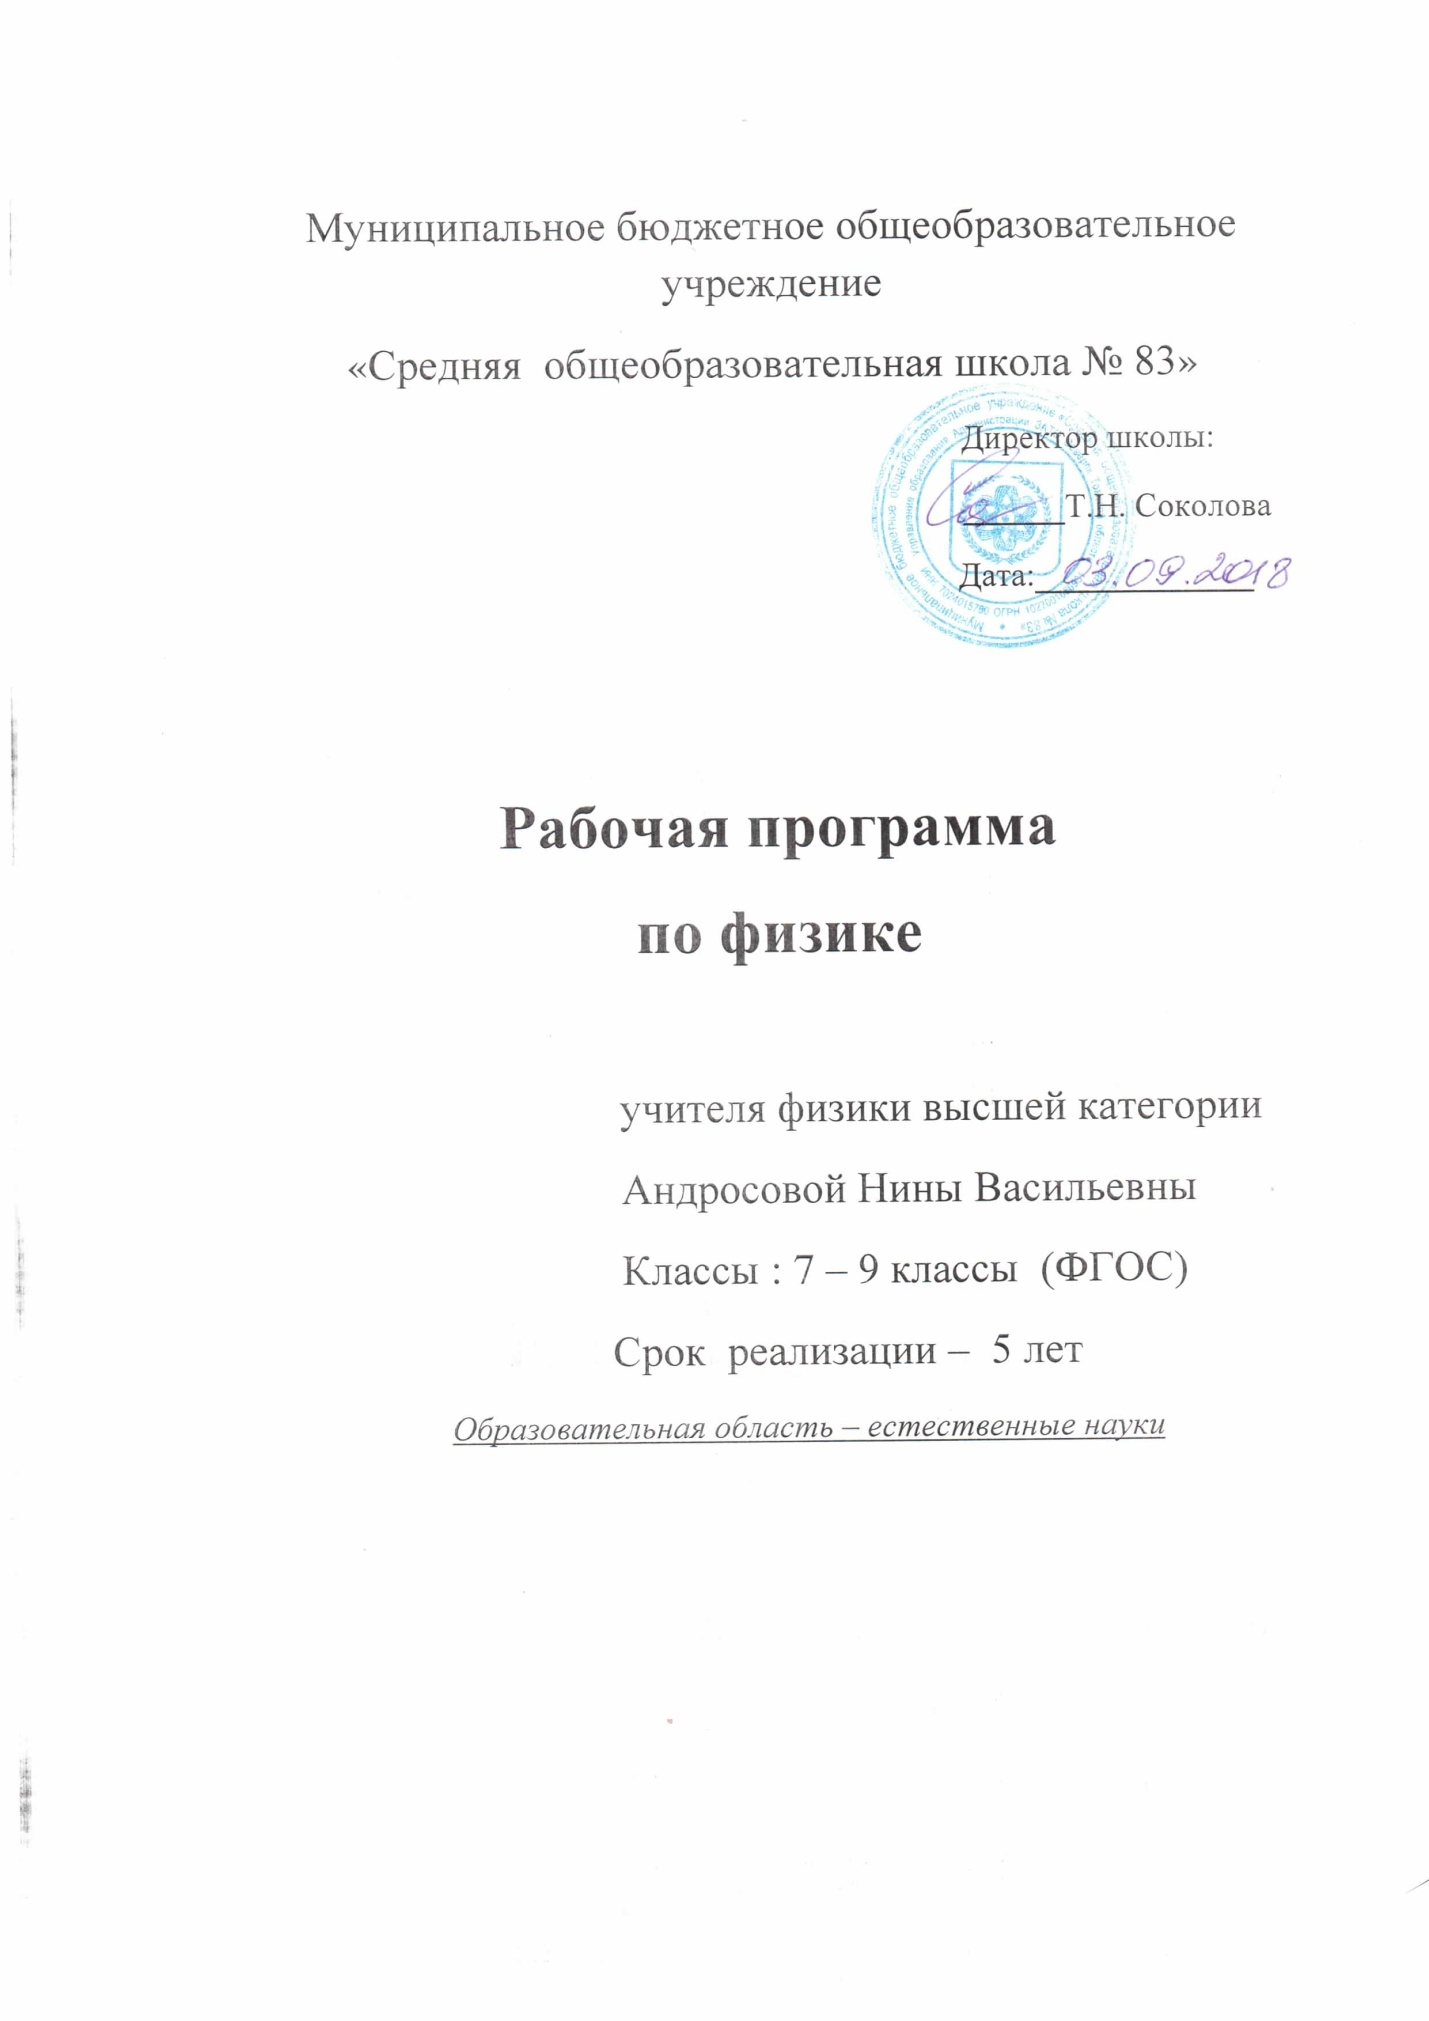 Муниципальное бюджетное общеобразовательное
учреждение
«Средняя общеобразовательная школа № 83»
Директор школы:
Т.Н. Соколова
Дата: 03.09.2018
Рабочая программа
по физике
учителя физики высшей категории
Андросовой Нины Васильевны
Классы : 7 – 9 классы (ФГОС)
Срок реализации – 5 лет
Образовательная область – естественные науки